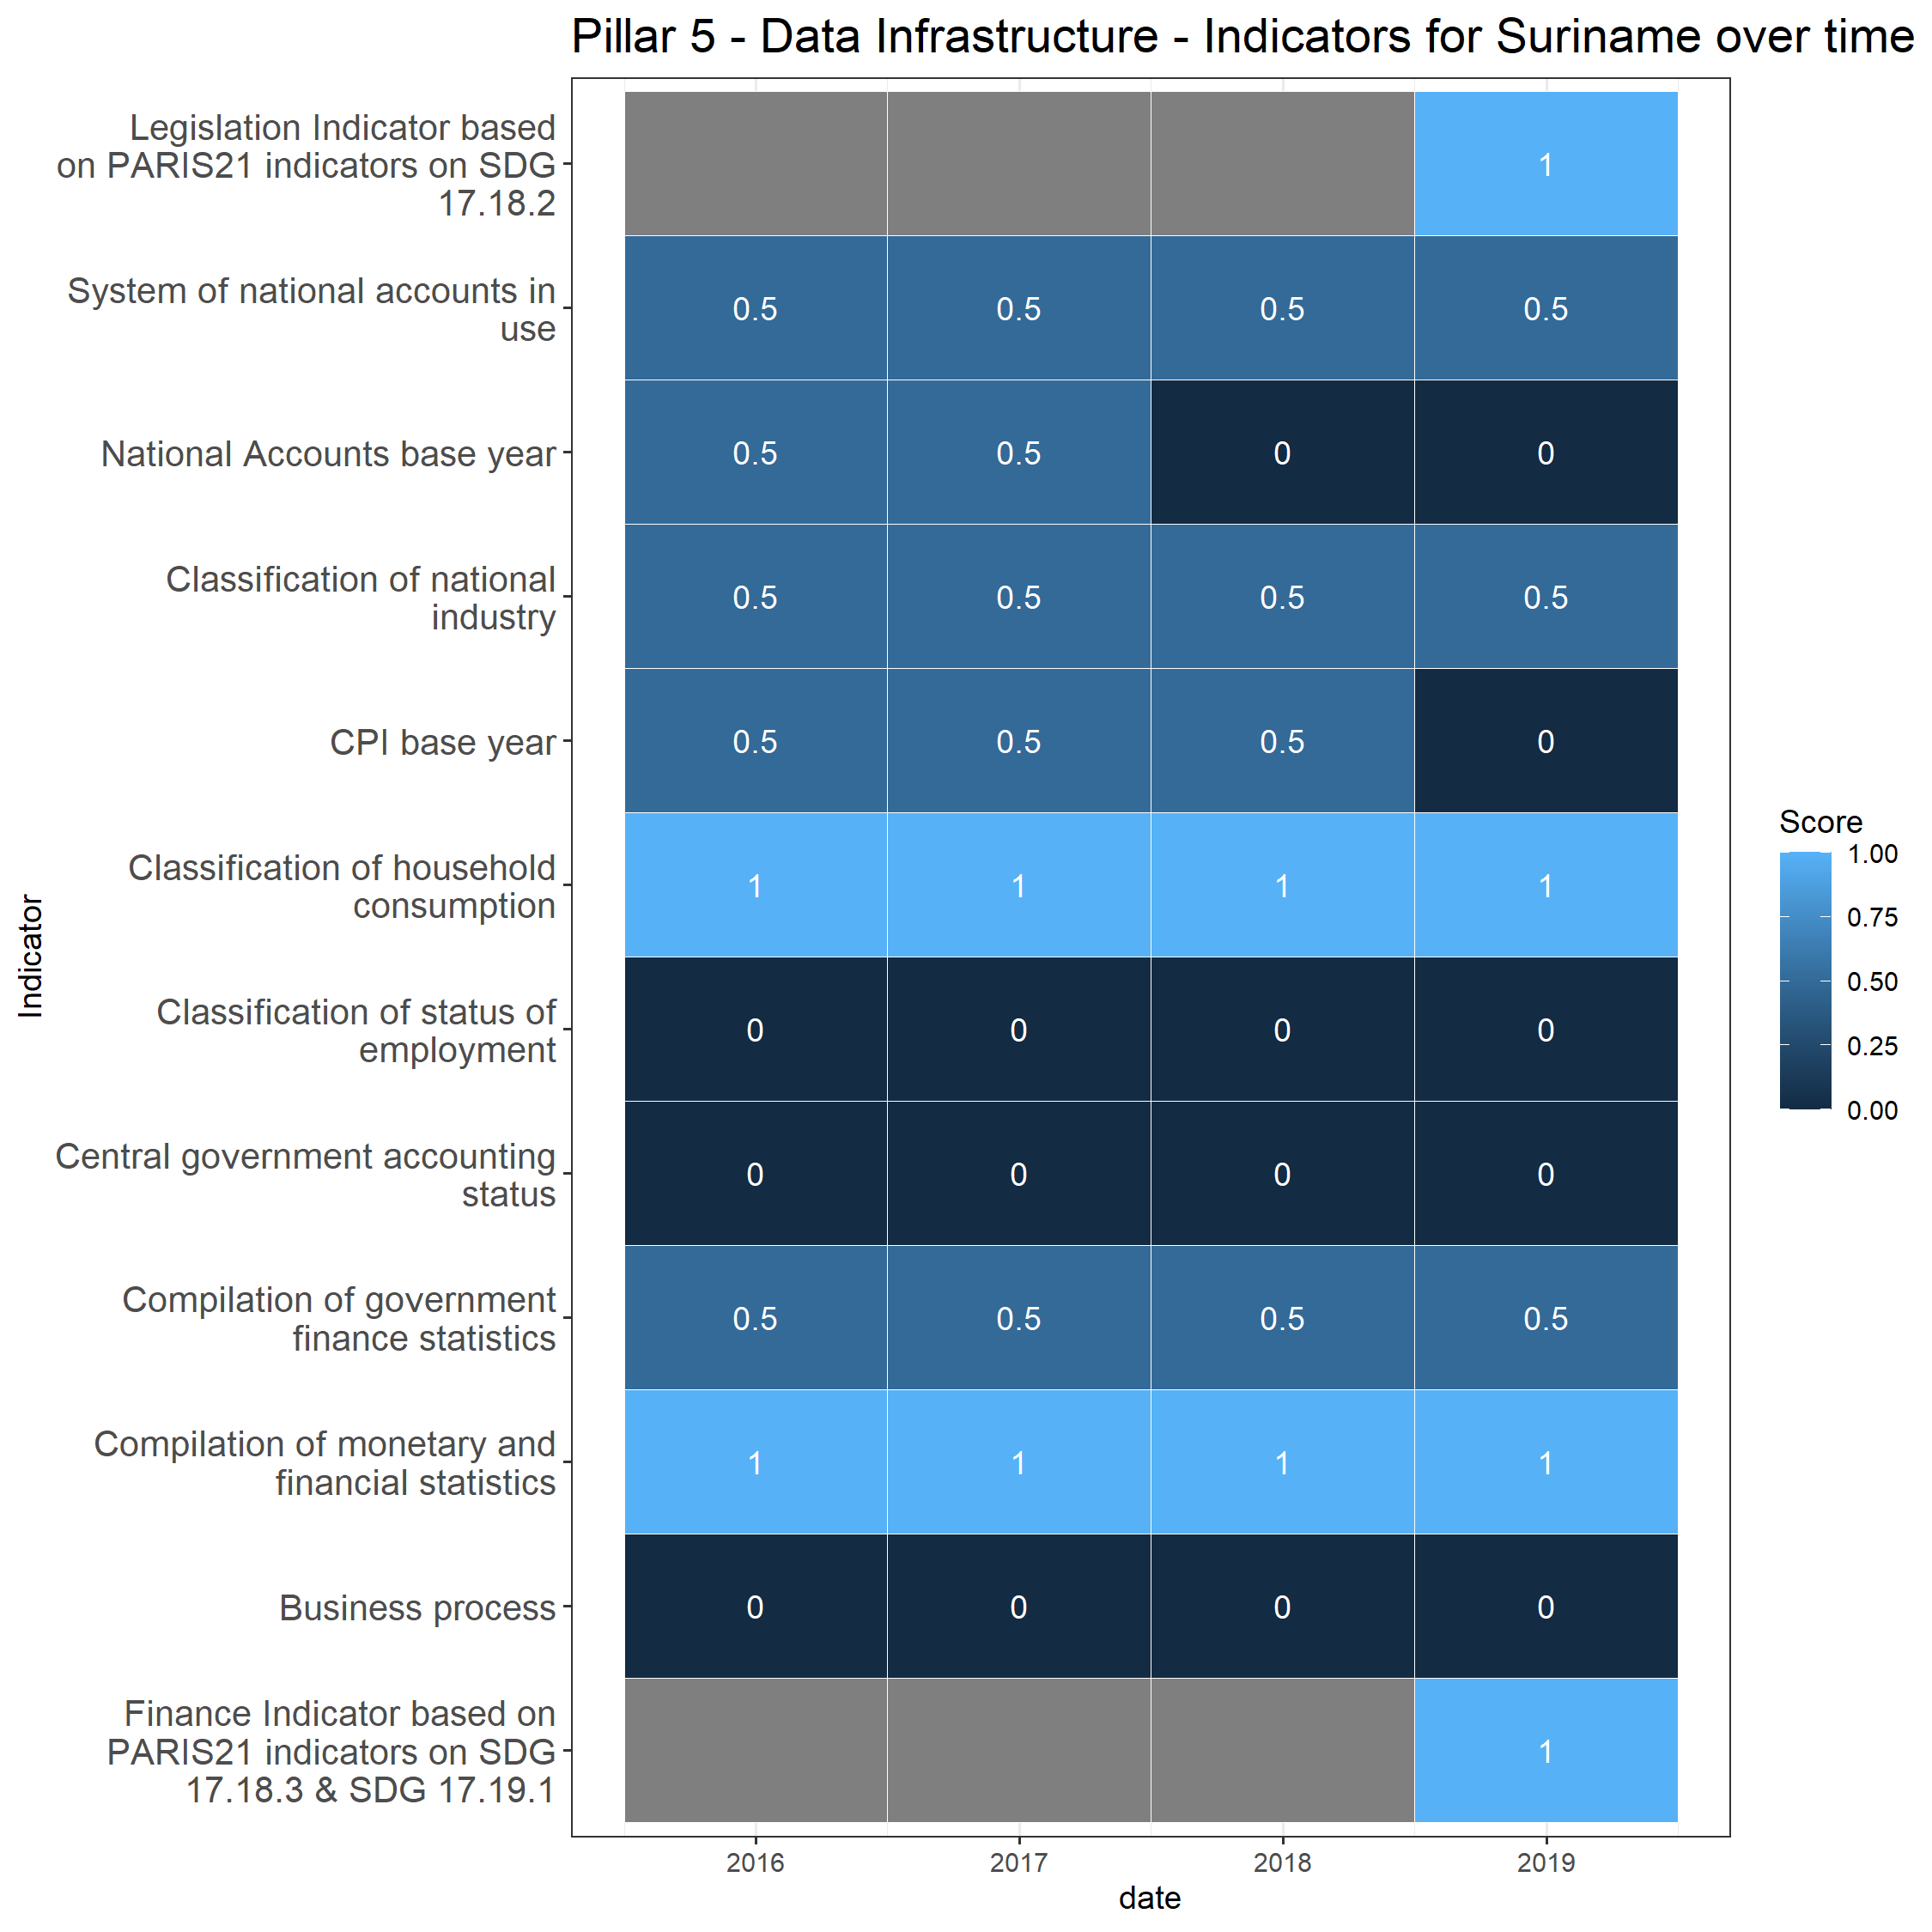 Pillar 5 - Data Infrastructure - Indicators for Suriname over time
Legislation Indicator based
on PARIS21 indicators on SDG
17.18.2
1
System of national accounts in
use
0.5 0.5 0.5 0.5
National Accounts base year
0.5 0.5 0 0
Classification of national
industry
0.5 0.5 0.5 0.5
CPI base year
0.5 0.5 0.5 0
Classification of household
consumption
1 1 1 1
Classification of status of
employment
0 0 0 0
Central government accounting
status
0 0 0 0
Compilation of government
finance statistics
0.5 0.5 0.5 0.5
Compilation of monetary and
financial statistics
1 1 1 1
Business process
0 0 0 0
Finance Indicator based on
PARIS21 indicators on SDG
17.18.3 & SDG 17.19.1
1
2016 2017 2018 2019
date
Indicator
Score
1.00
0.75
0.50
0.25
0.00